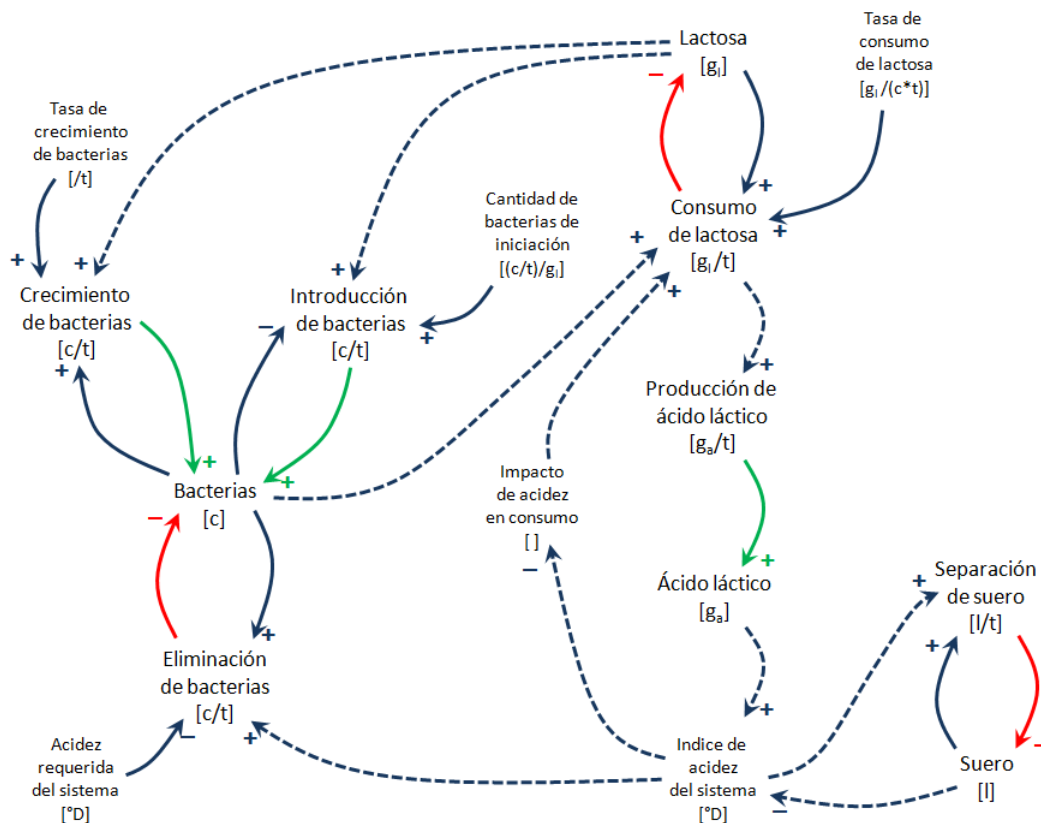 Lactosa
[gₗ]
Tasa de
consumo
de lactosa
[gₗ /(c*t)]
Tasa de
crecimiento
de bacterias
[/t]
Cantidad de
bacterias de
iniciación
[(c/t)/gₗ]
Consumo
de lactosa
[gₗ/t]
Crecimiento
de bacterias
[c/t]
Introducción
de bacterias
[c/t]
Producción de
ácido láctico
[gₐ/t]
Bacterias
[c]
Impacto
de acidez
en consumo
[ ]
Ácido láctico
[gₐ]
Separación
de suero
[l/t]
Eliminación
de bacterias
[c/t]
Acidez
requerida
del sistema
[°D]
Indice de
acidez
del sistema
[°D]
Suero
[l]